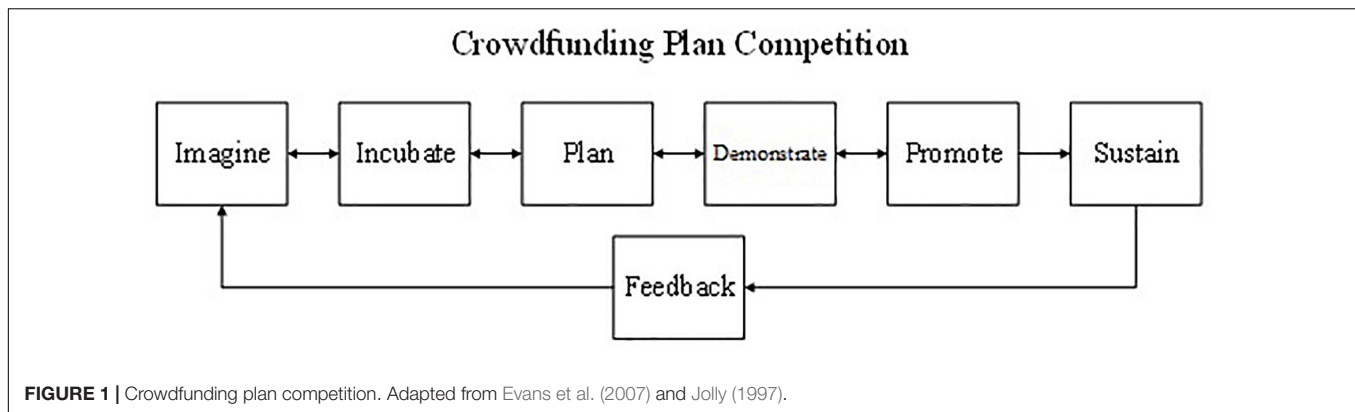 Crowdfunding Plan Competition
Imagine
Incubate
Plan
Demonstrate
Promote
Sustain
Feedback
FIGURE 1 | Crowdfunding plan competition. Adapted from Evans et al. (2007) and Jolly (1997).